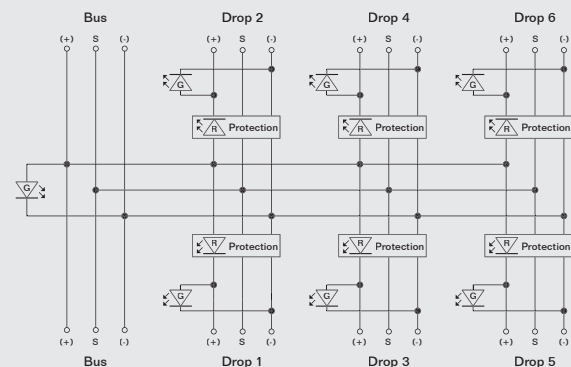 Bus Drop 2 Drop 4 Drop 6
(+) S (-) (+) S (-) (+) S (-) (+) S (-)
G G G
R Protection R Protection R Protection
G
R Protection R Protection R Protection
G G G
(+) S (-) (+) S (-) (+) S (-) (+) S (-)
Bus Drop 1 Drop 3 Drop 5